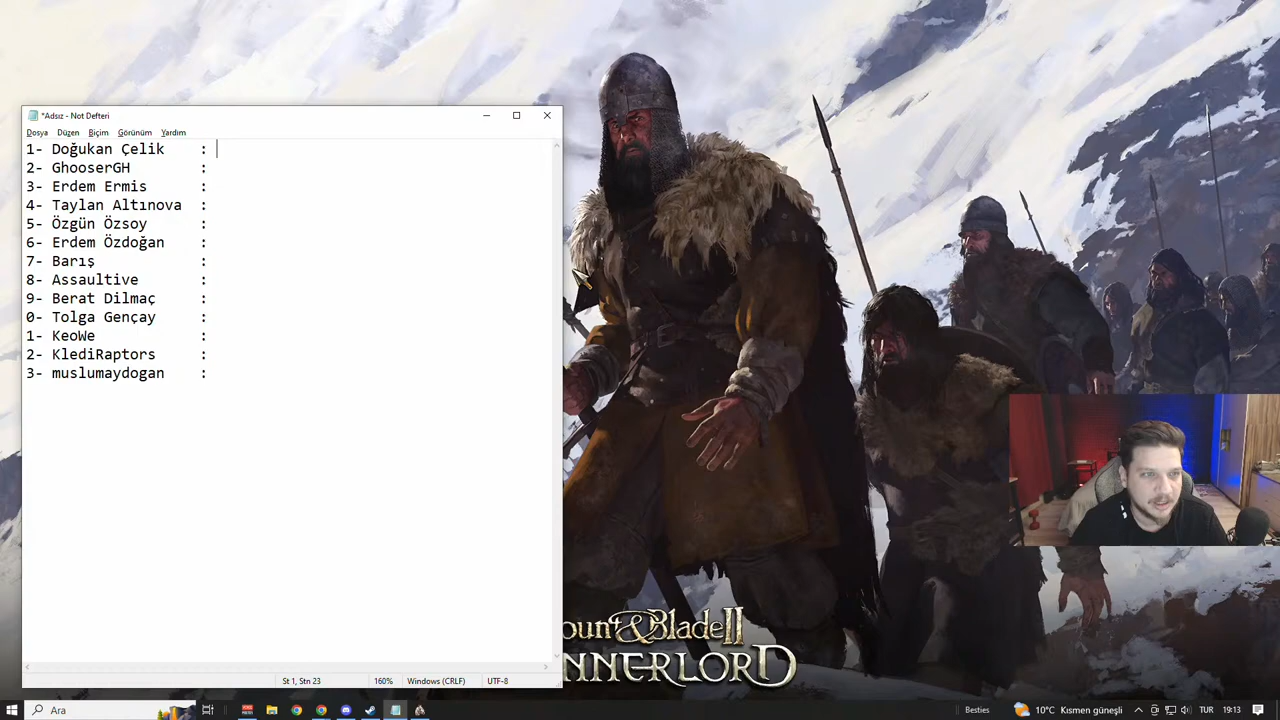 *Adsız - Not Defteri
Dosya Düzen Biçim Görünüm Yardım
1- Doğukan Çelik :
2- GhooserGH :
3- Erdem Ermis :
4- Taylan Altınova :
5- Özgün Özsoy :
6- Erdem Özdoğan :
7- Barış :
8- Assaultive :
9- Berat Dilmaç :
0- Tolga Gençay :
1- KeoWe :
2- KlediRaptors :
3- muslumaydogan :
St 1, Stn 23 160% Windows (CRLF) UTF-8
ount&Blade II
NNERLORD
Ara
Besties 10°C Kısmen güneşli TUR 19:13